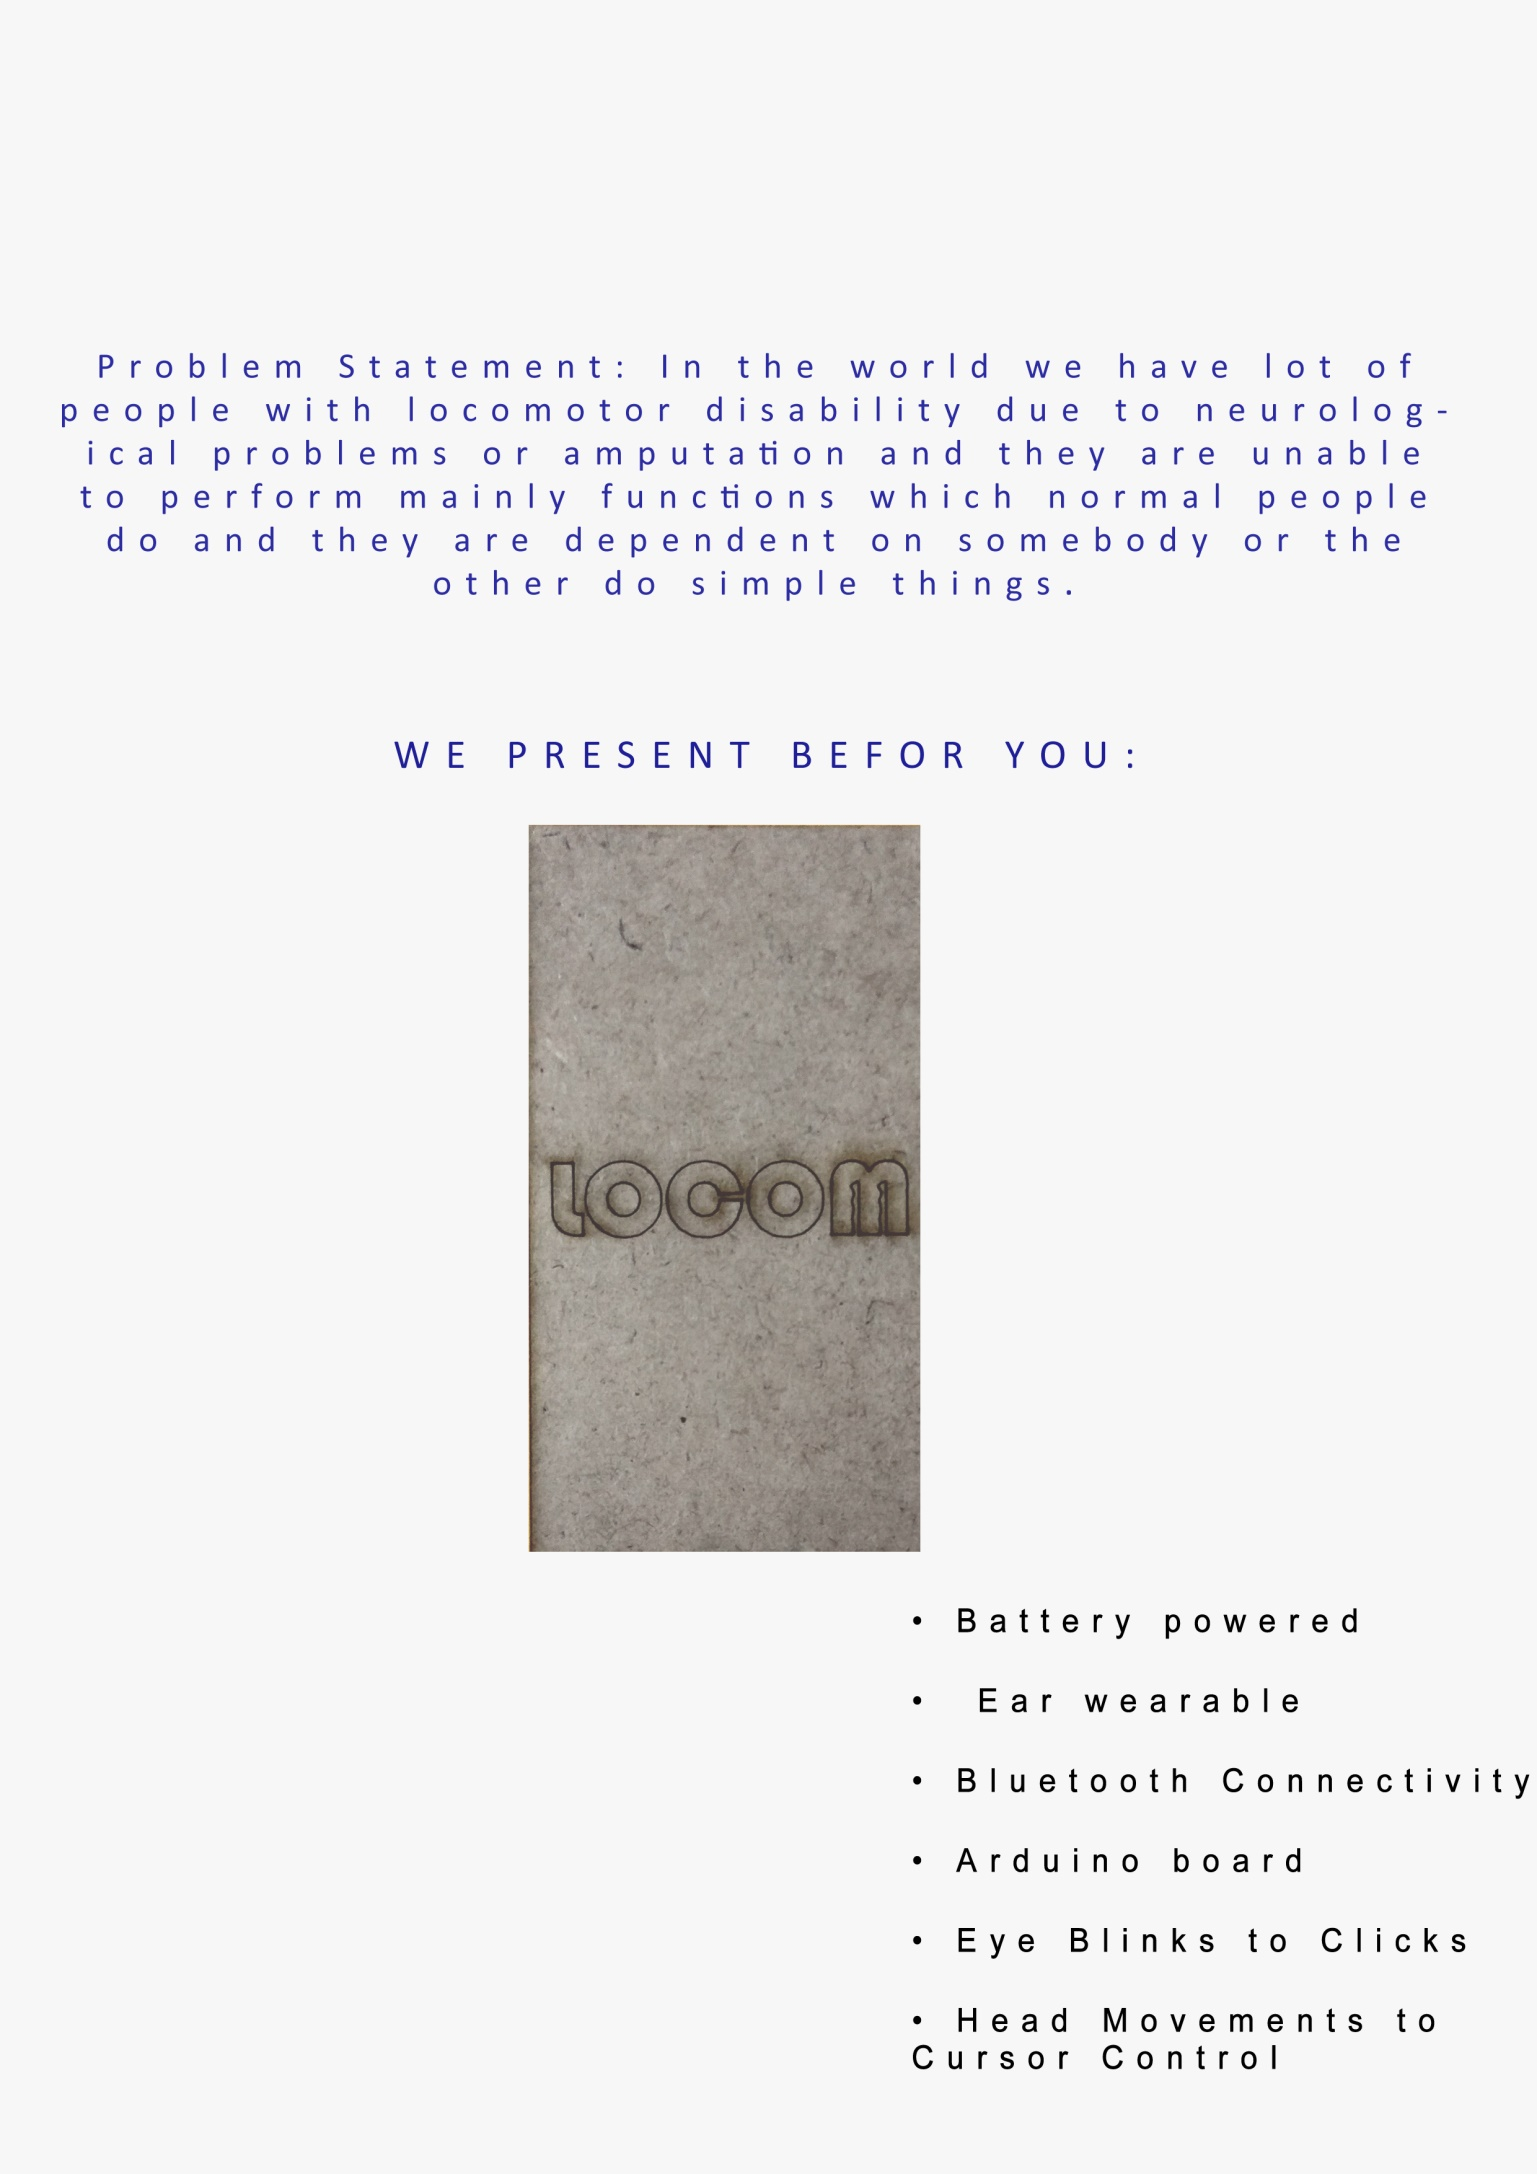 Problem Statement: In the world we have lot of
people with locomotor disability due to neurolog-
ical problems or amputation and they are unable
to perform mainly functions which normal people
do and they are dependent on somebody or the
other do simple things.
WE PRESENT BEFOR YOU:
LOCOM
• Battery powered
• Ear wearable
• Bluetooth Connectivity
• Arduino board
• Eye Blinks to Clicks
• Head Movements to
Cursor Control